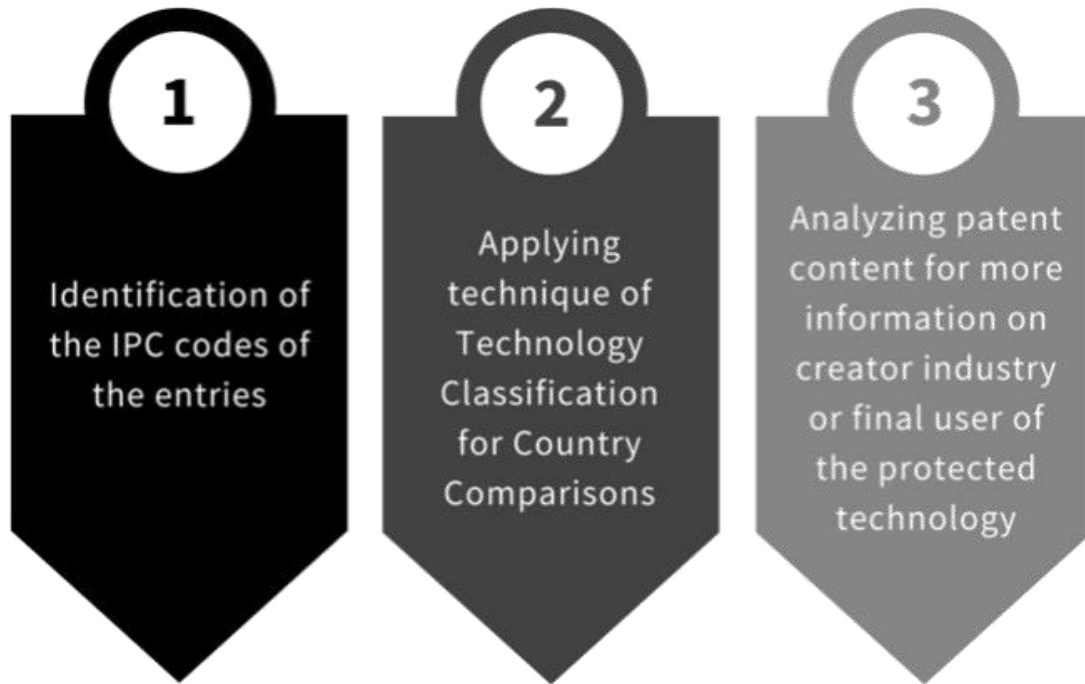 1
Identification of
the IPC codes of
the entries
2
Applying
technique of
Technology
Classification
for Country
Comparisons
3
Analyzing patent
content for more
information on
creator industry
or final user of
the protected
technology